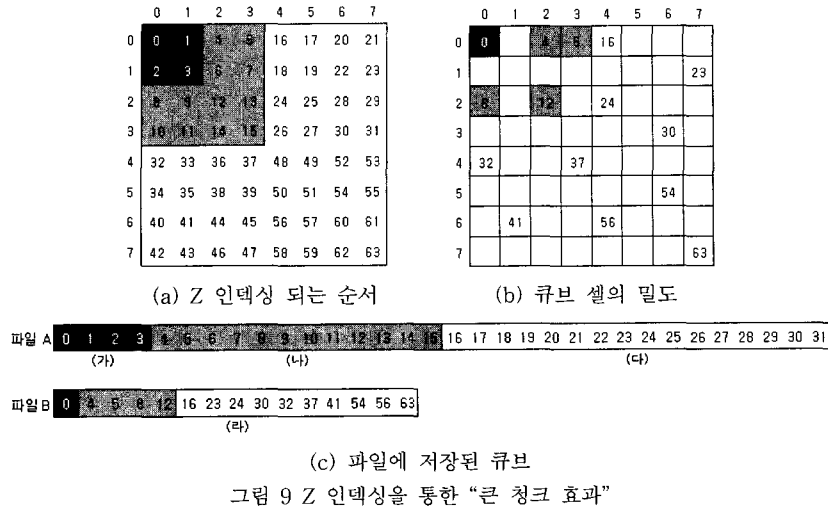 0 1 2 3 4 5 6 7
0 1 2 3 4 5 6 7
0 0 1 4 5 16 17 20 21
0 0 4 5 16
1 2 3 6 7 18 19 22 23
1 23
2 8 9 12 13 24 25 28 29
2 8 12 24
3 10 11 14 15 26 27 30 31
3 30
4 32 33 36 37 48 49 52 53
4 32 37
5 34 35 38 39 50 51 54 55
5 54
6 40 41 44 45 56 57 60 61
6 41 56
7 42 43 46 47 58 59 62 63
7 63
(a) Z 인덱싱 되는 순서
(b) 큐브 셀의 밀도
파일 A 0 1 2 3 4 5 6 7 8 9 10 11 12 13 14 15 16 17 18 19 20 21 22 23 24 25 26 27 28 29 30 31
(가) (나) (다)
파일 B 0 4 5 8 12 16 23 24 30 32 37 41 54 56 63
(라)
(c) 파일에 저장된 큐브
그림 9 Z 인덱싱을 통한 “큰 청크 효과”